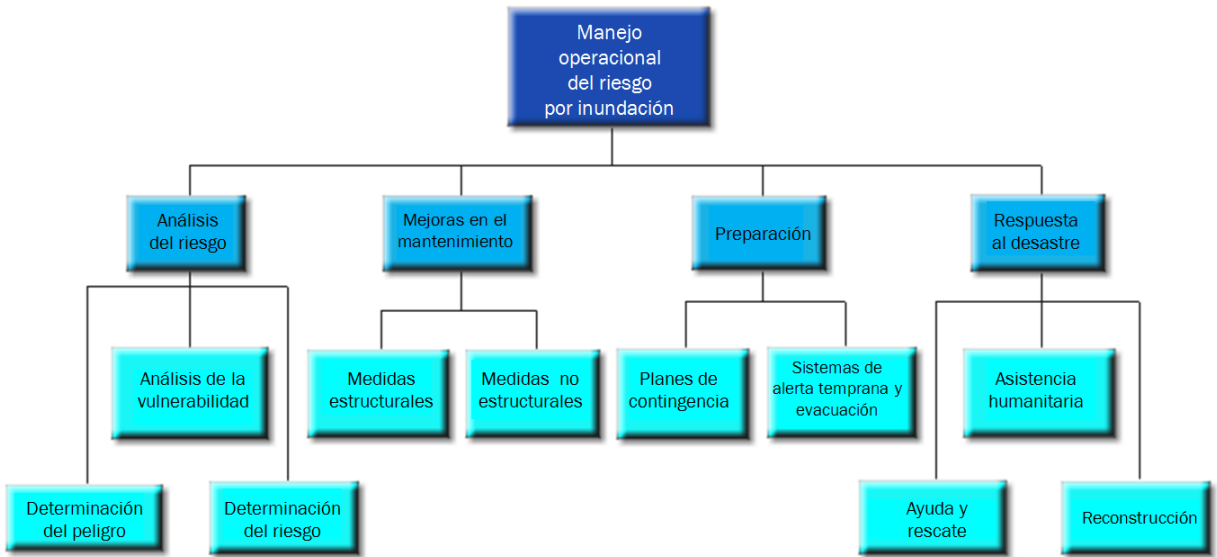 Manejo
operacional
del riesgo
por inundación
Análisis
del riesgo
Mejoras en el
mantenimiento
Preparación
Respuesta
al desastre
Análisis de la
vulnerabilidad
Medidas
estructurales
Medidas no
estructurales
Planes de
contingencia
Sistemas de
alerta temprana y
evacuación
Asistencia
humanitaria
Determinación
del peligro
Determinación
del riesgo
Ayuda y
rescate
Reconstrucción